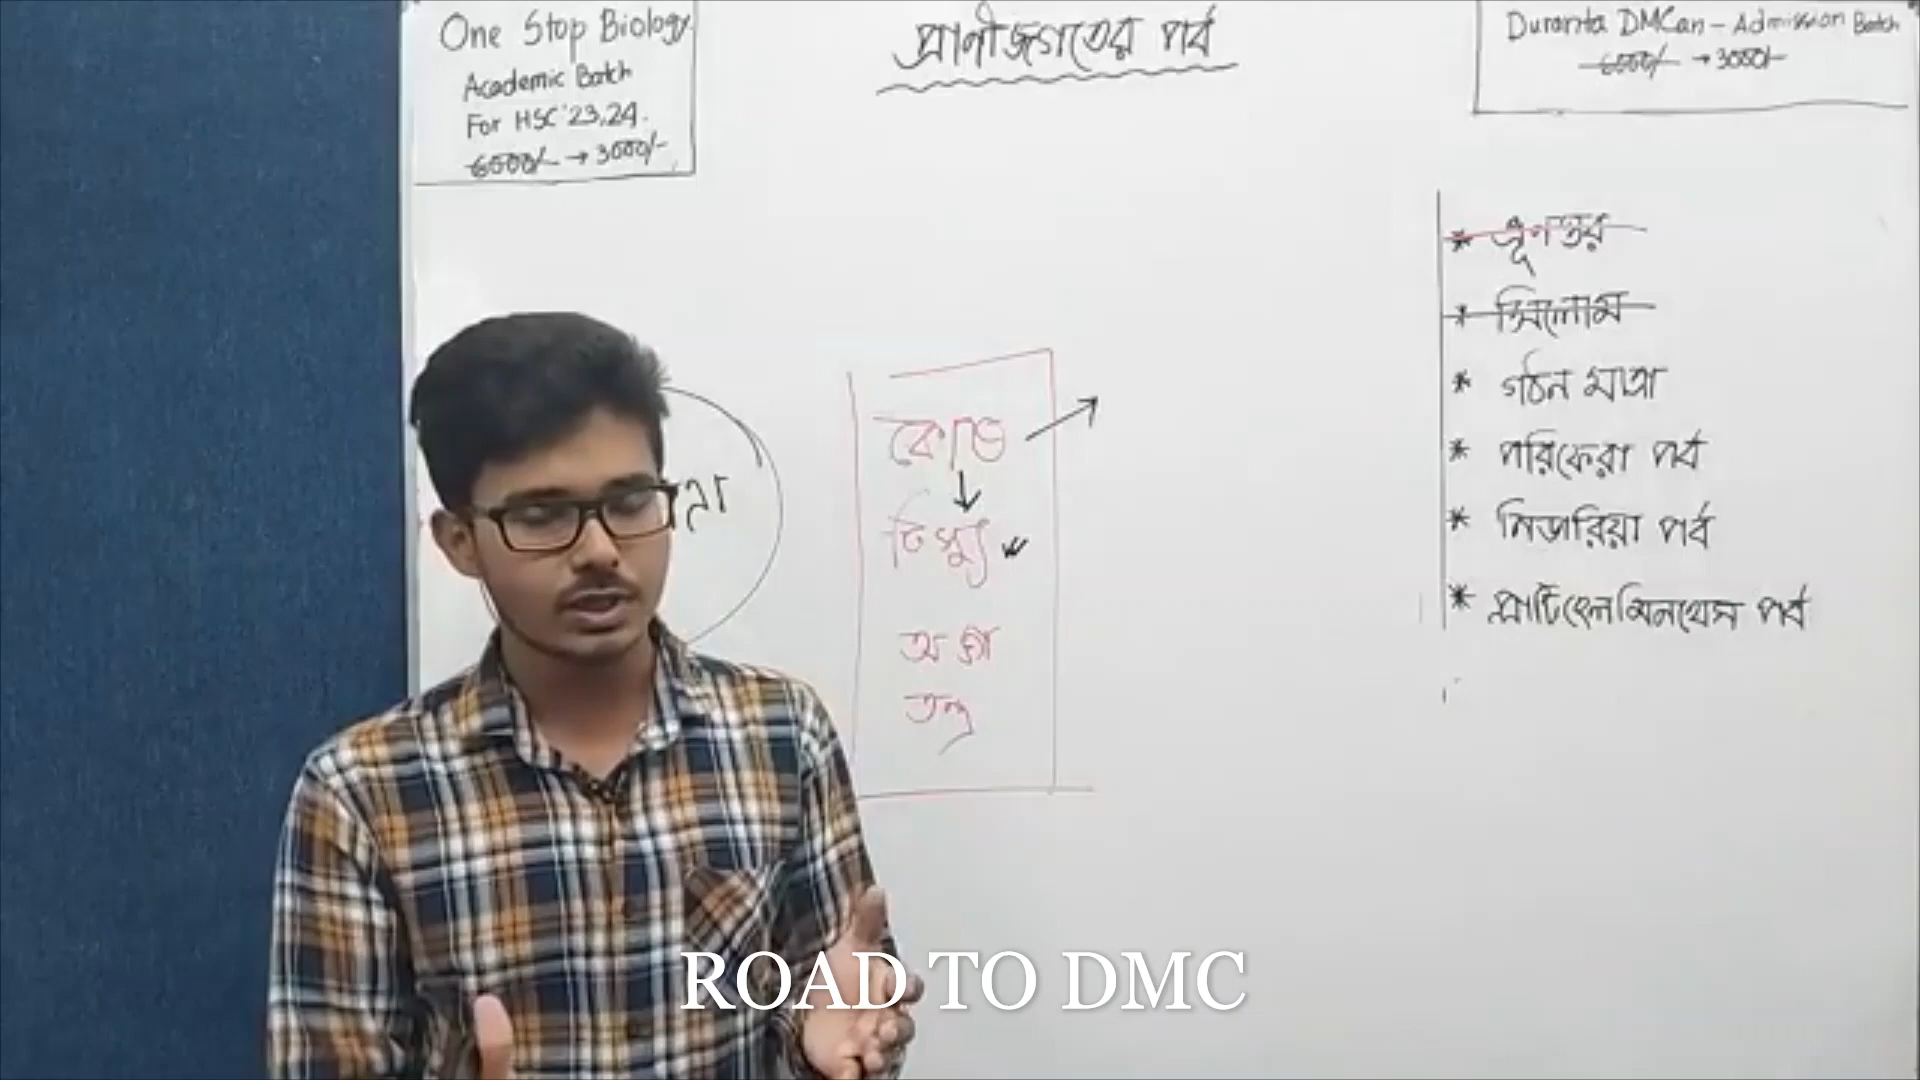 One Stop Biology
Academic Batch
For HSC '23,24.
6000/- → 3000/-
প্রাণীজগতের পর্ব
Duranta DMCan - Admission Batch
6000/- → 3000/-
* ভ্রূণস্তর
* সিলোম
* গঠন মাত্রা
* পরিফেরা পর্ব
* নিডারিয়া পর্ব
* প্লাটিহেলমিনথেস পর্ব
কোষ
টিস্যু
অঙ্গ
তন্ত্র
ROAD TO DMC